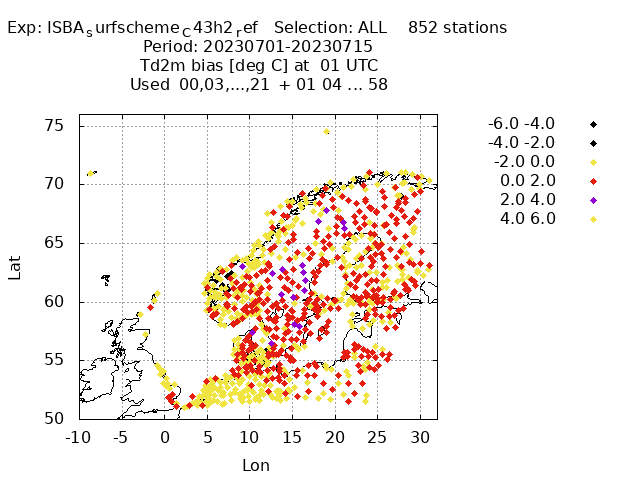 Exp: ISBAsurfschemeC43h2ref Selection: ALL 852 stations
Period: 20230701-20230715
Td2m bias [deg C] at 01 UTC
Used 00,03,...,21 + 01 04 ... 58
-6.0 -4.0
-4.0 -2.0
-2.0 0.0
0.0 2.0
2.0 4.0
4.0 6.0
75
70
65
60
55
50
Lat
-10 -5 0 5 10 15 20 25 30
Lon